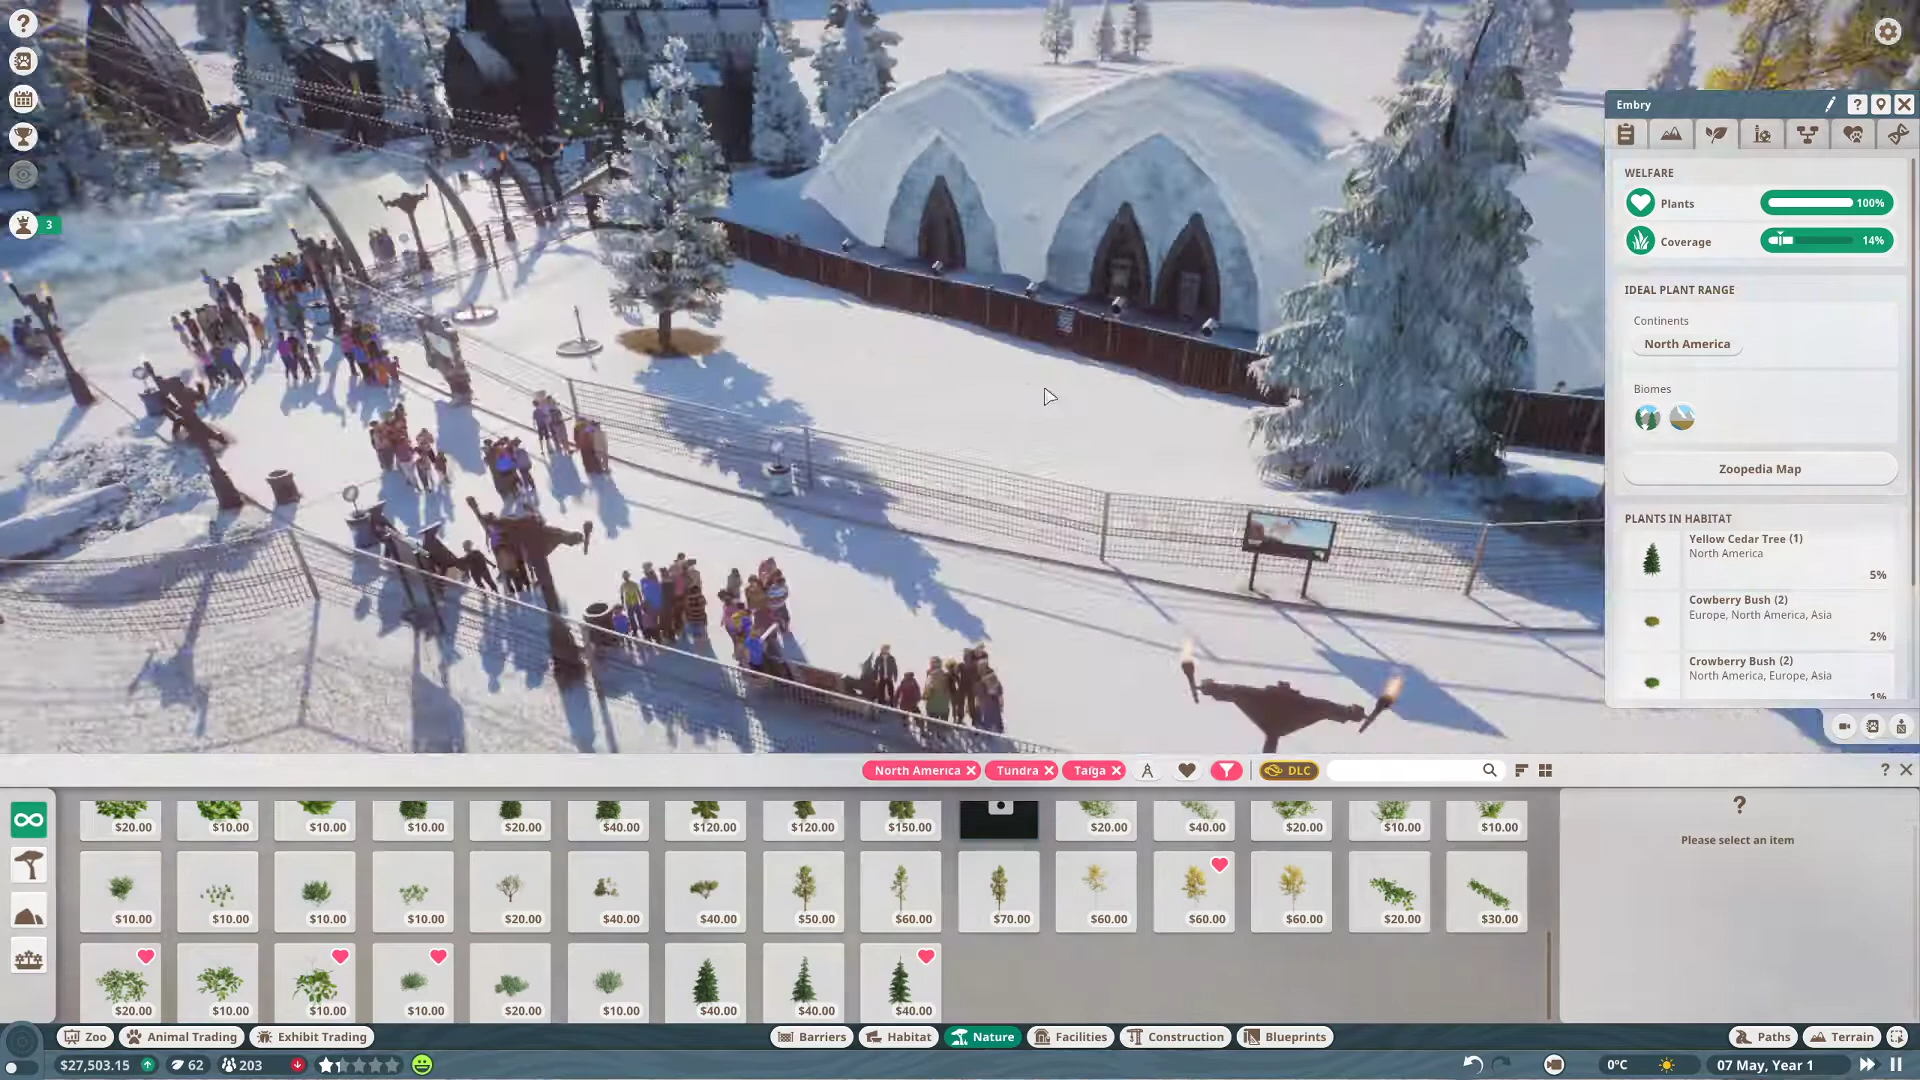 3
Embry
?
WELFARE
Plants
100%
Coverage
14%
IDEAL PLANT RANGE
Continents
North America
Biomes
Zoopedia Map
PLANTS IN HABITAT
Yellow Cedar Tree (1)
North America
5%
Cowberry Bush (2)
Europe, North America, Asia
2%
Crowberry Bush (2)
North America, Europe, Asia
1%
North America
Tundra
Taiga
DLC
?
$20.00 $10.00 $10.00 $10.00 $20.00 $40.00 $120.00 $120.00 $150.00 $20.00 $40.00 $20.00 $10.00 $10.00
$10.00 $10.00 $10.00 $10.00 $20.00 $40.00 $40.00 $50.00 $60.00 $70.00 $60.00 $60.00 $60.00 $20.00 $30.00
$20.00 $10.00 $10.00 $10.00 $20.00 $10.00 $40.00 $40.00 $40.00
?
Please select an item
Zoo
Animal Trading
Exhibit Trading
Barriers
Habitat
Nature
Facilities
Construction
Blueprints
Paths
Terrain
$27,503.15
62
203
0°C
07 May, Year 1